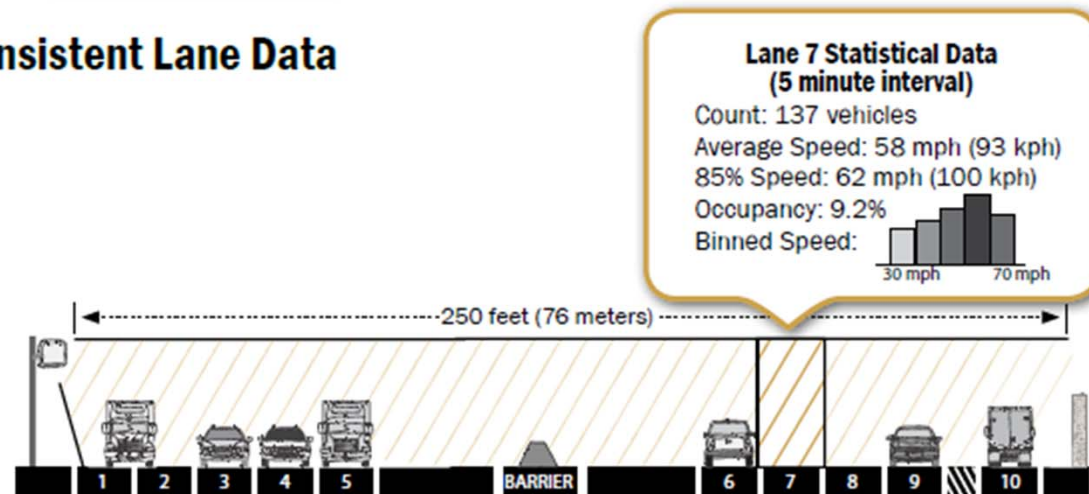 nsistent Lane Data
Lane 7 Statistical Data
(5 minute interval)
Count: 137 vehicles
Average Speed: 58 mph (93 kph)
85% Speed: 62 mph (100 kph)
Occupancy: 9.2%
Binned Speed:
30 mph 70 mph
250 feet (76 meters)
1 2 3 4 5 BARRIER 6 7 8 9 10